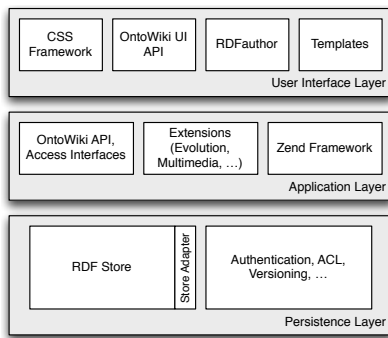 CSS
Framework
OntoWiki UI
API
RDFauthor
Templates
User Interface Layer
OntoWiki API,
Access Interfaces
Extensions
(Evolution,
Multimedia, ...)
Zend Framework
Application Layer
RDF Store
Store Adapter
Authentication, ACL,
Versioning, ...
Persistence Layer